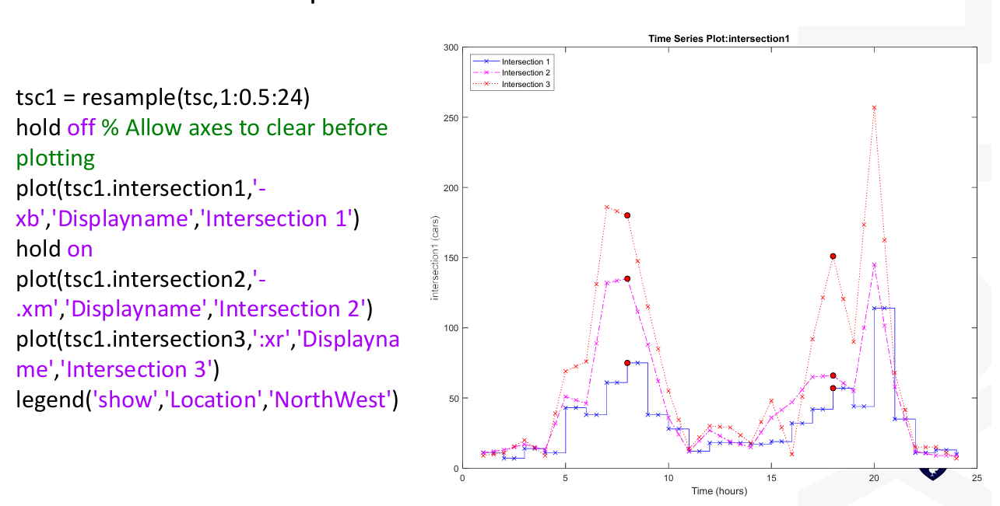 tsc1 = resample(tsc,1:0.5:24)
hold off % Allow axes to clear before
plotting
plot(tsc1.intersection1,'-
xb','Displayname','Intersection 1')
hold on
plot(tsc1.intersection2,'-
.xm','Displayname','Intersection 2')
plot(tsc1.intersection3,':xr','Displayna
me','Intersection 3')
legend('show','Location','NorthWest')
Time Series Plot:intersection1
Intersection 1
Intersection 2
Intersection 3
300
250
200
150
100
50
0
intersection1 (cars)
0 5 10 15 20 25
Time (hours)